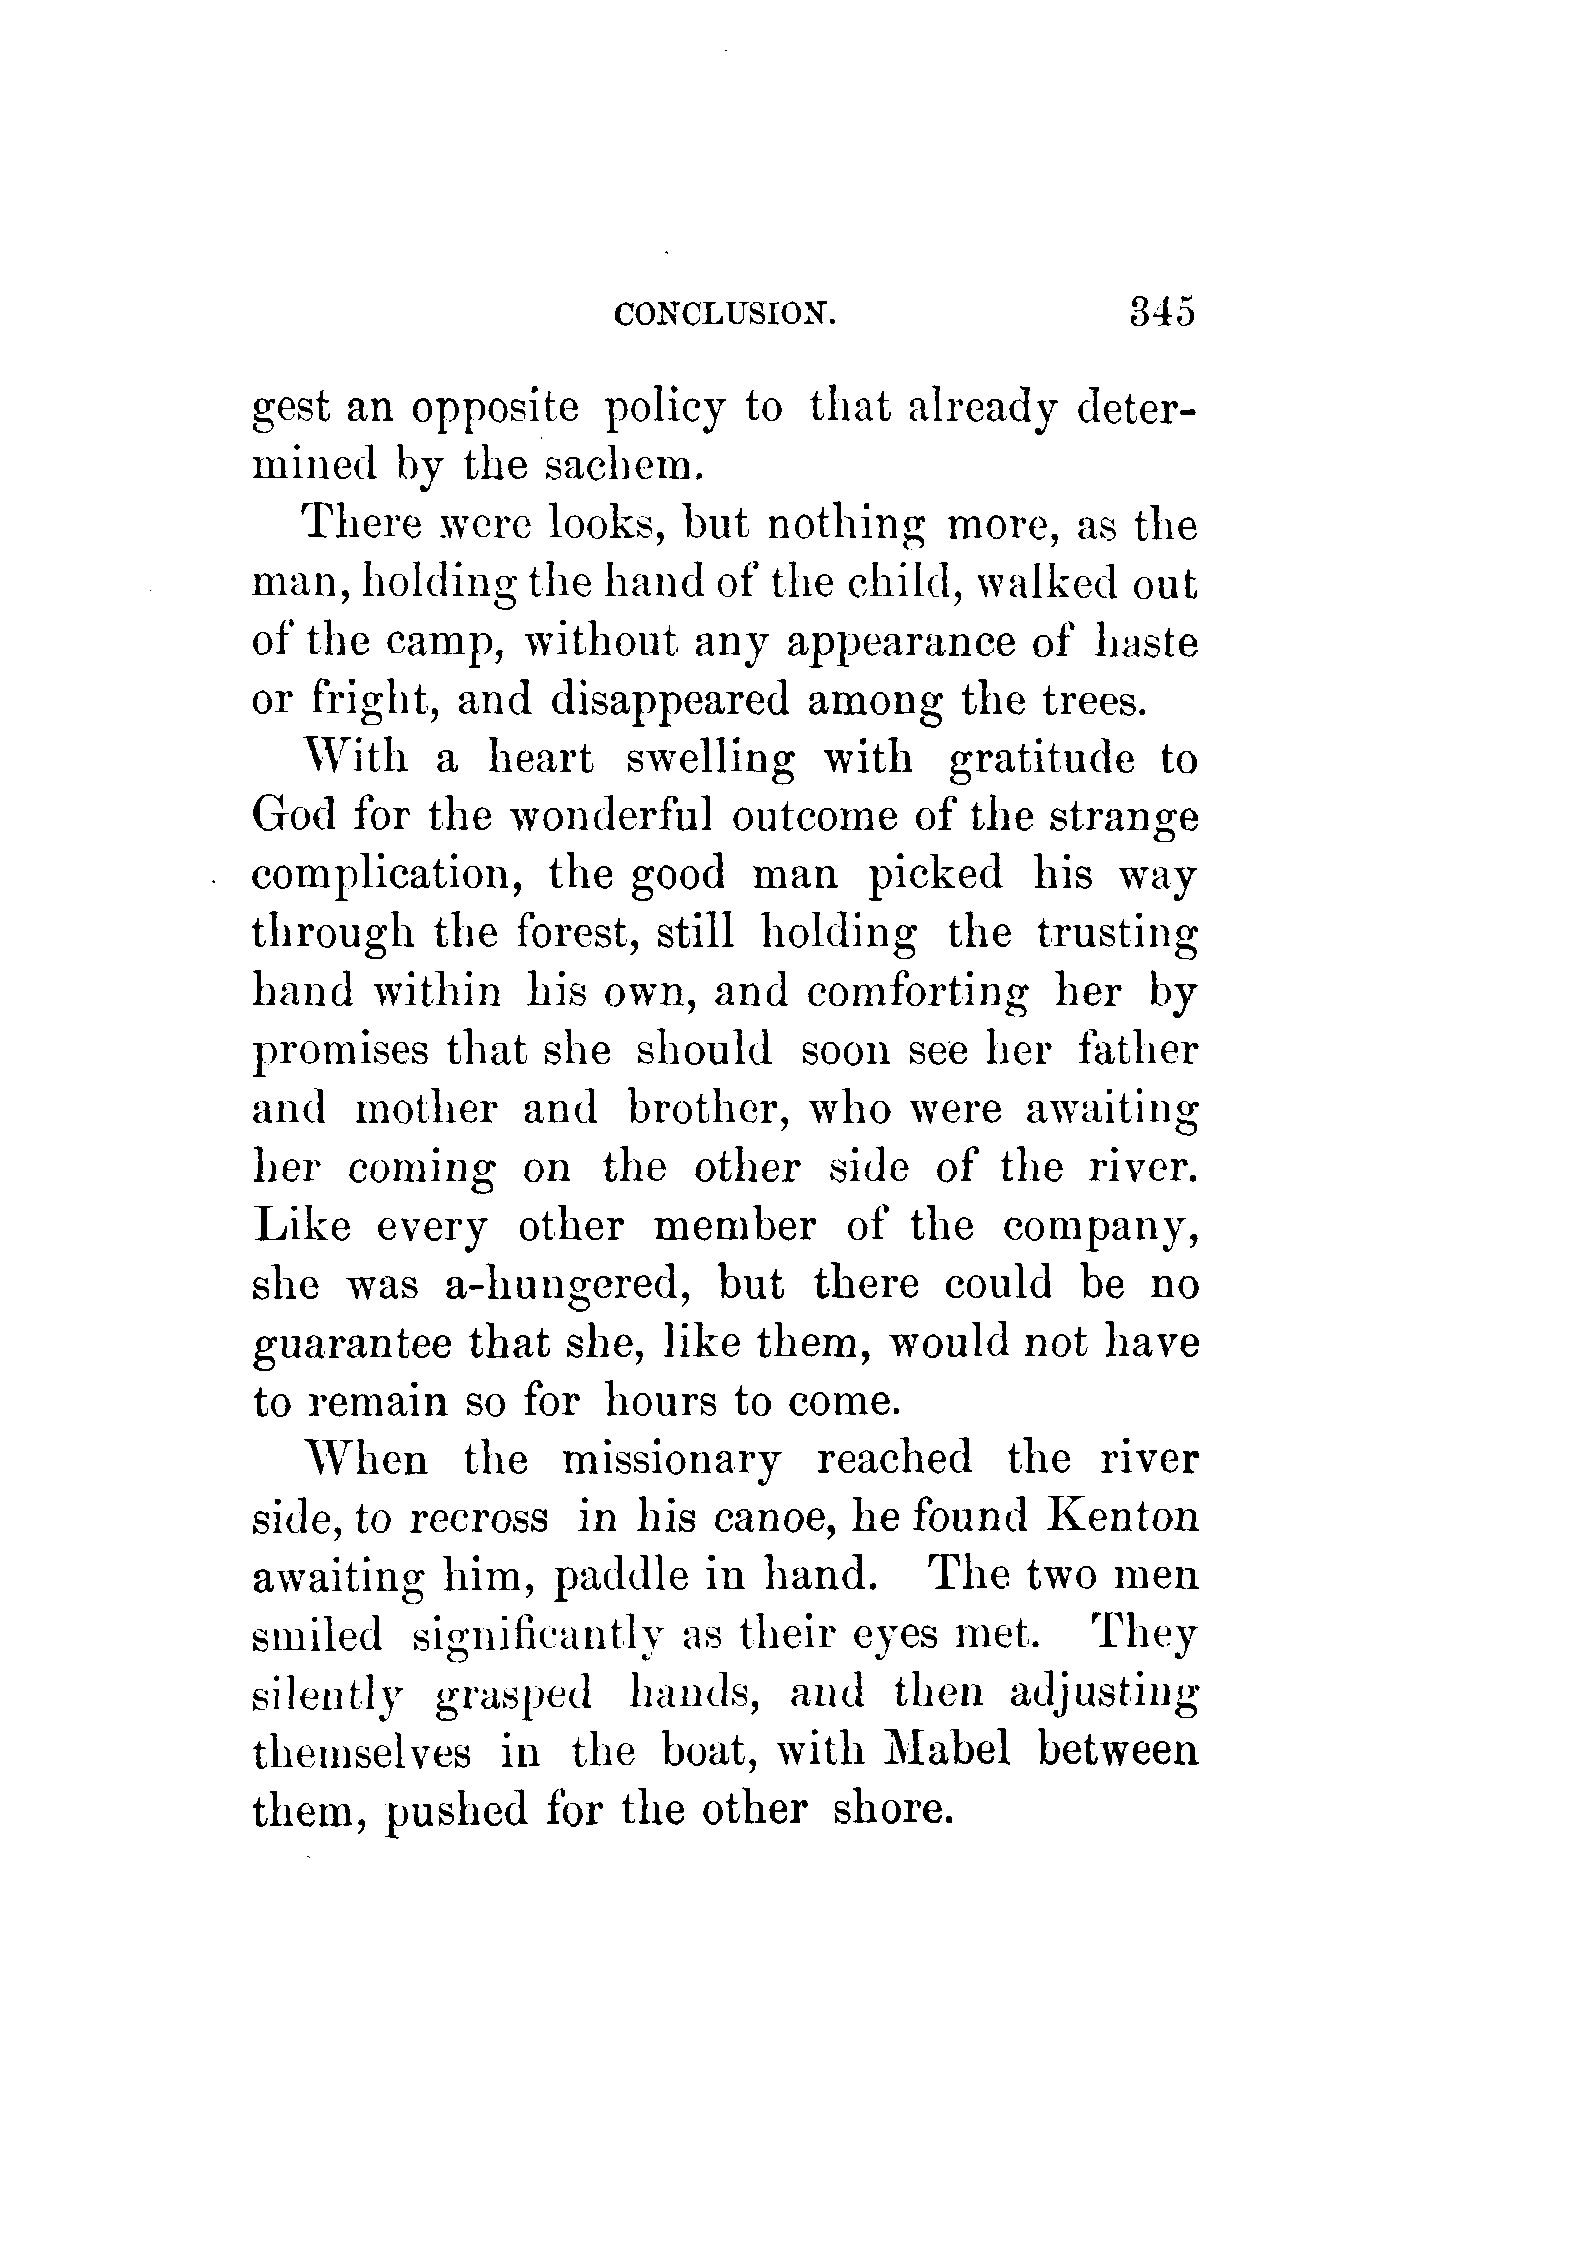 CONCLUSION. 345
gest an opposite policy to that already deter-
mined by the sachem.
There were looks, but nothing more, as the
man, holding the hand of the child, walked out
of the camp, without any appearance of haste
or fright, and disappeared among the trees.
With a heart swelling with gratitude to
God for the wonderful outcome of the strange
complication, the good man picked his way
through the forest, still holding the trusting
hand within his own, and comforting her by
promises that she should soon see her father
and mother and brother, who were awaiting
her coming on the other side of the river.
Like every other member of the company,
she was a-hungered, but there could be no
guarantee that she, like them, would not have
to remain so for hours to come.
When the missionary reached the river
side, to recross in his canoe, he found Kenton
awaiting him, paddle in hand. The two men
smiled significantly as their eyes met. They
silently grasped hands, and then adjusting
themselves in the boat, with Mabel between
them, pushed for the other shore.